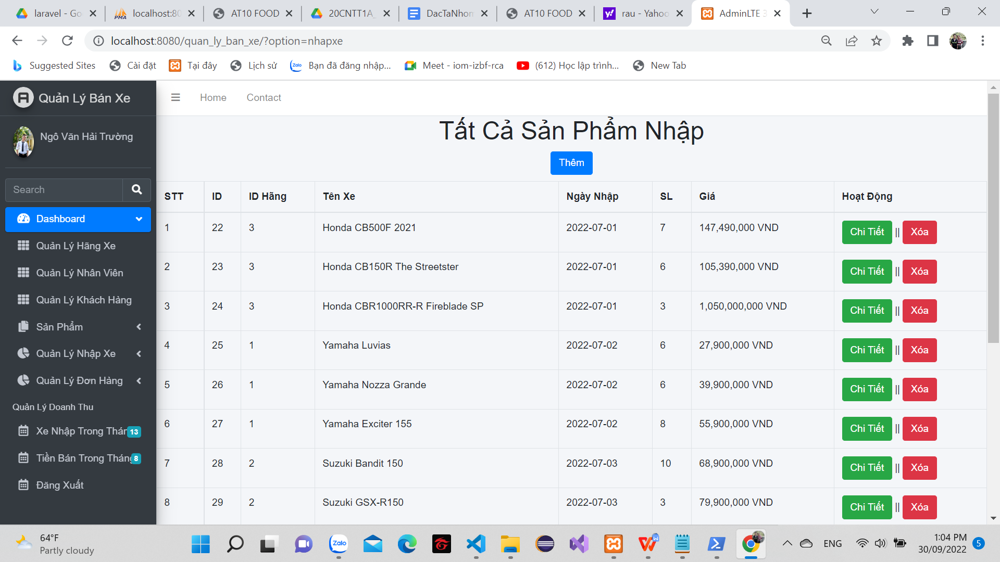 laravel - Go
localhost:80
AT10 FOOD
20CNTT1A_
DacTaNhom
AT10 FOOD
rau - Yahoo
AdminLTE 3
localhost:8080/quan_ly_ban_xe/?option=nhapxe
Suggested Sites
Cài đặt
Tại đây
Lịch sử
Bạn đã đăng nhập...
Meet - iom-izbf-rca
(612) Học lập trình...
New Tab
Quản Lý Bán Xe
Home
Contact
Ngô Văn Hải Trường
Search
Dashboard
Quản Lý Hãng Xe
Quản Lý Nhân Viên
Quản Lý Khách Hàng
Sản Phẩm
Quản Lý Nhập Xe
Quản Lý Đơn Hàng
Quản Lý Doanh Thu
Xe Nhập Trong Thán 13
Tiền Bán Trong Tháng 8
Đăng Xuất
Tất Cả Sản Phẩm Nhập
Thêm
STT ID ID Hãng Tên Xe Ngày Nhập SL Giá Hoạt Động
1 22 3 Honda CB500F 2021 2022-07-01 7 147,490,000 VND Chi Tiết || Xóa
2 23 3 Honda CB150R The Streetster 2022-07-01 6 105,390,000 VND Chi Tiết || Xóa
3 24 3 Honda CBR1000RR-R Fireblade SP 2022-07-01 3 1,050,000,000 VND Chi Tiết || Xóa
4 25 1 Yamaha Luvias 2022-07-02 6 27,900,000 VND Chi Tiết || Xóa
5 26 1 Yamaha Nozza Grande 2022-07-02 6 39,900,000 VND Chi Tiết || Xóa
6 27 1 Yamaha Exciter 155 2022-07-02 8 55,900,000 VND Chi Tiết || Xóa
7 28 2 Suzuki Bandit 150 2022-07-03 10 68,900,000 VND Chi Tiết || Xóa
8 29 2 Suzuki GSX-R150 2022-07-03 3 79,900,000 VND Chi Tiết || Xóa
64°F
Partly cloudy
Zalo
ENG
1:04 PM
30/09/2022
5